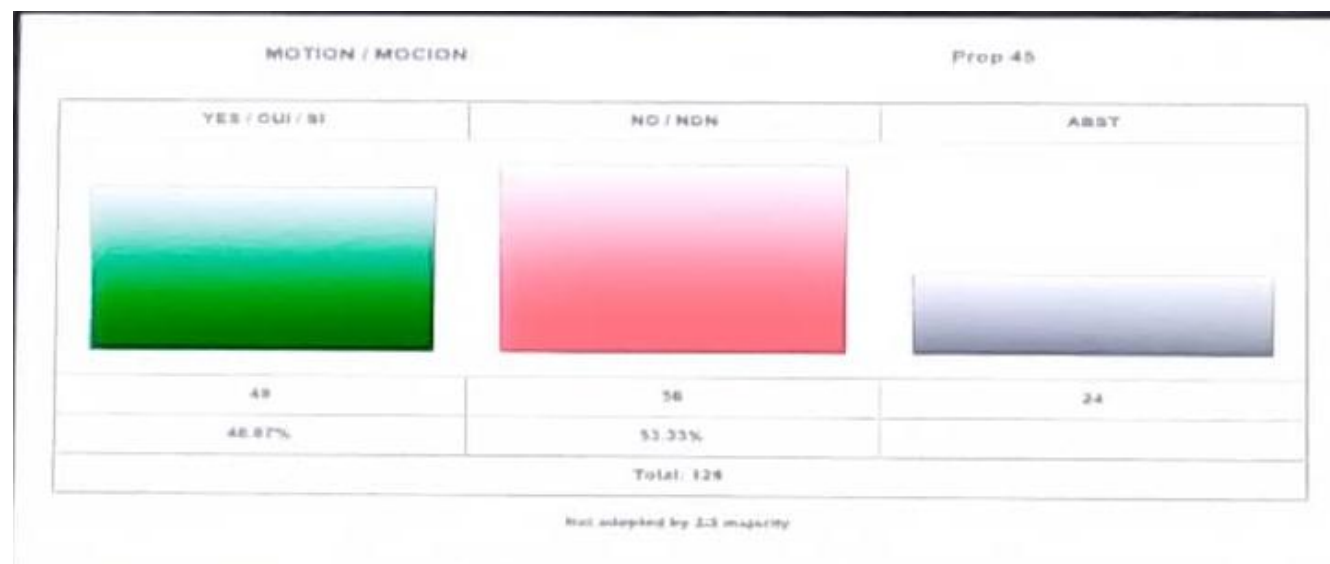 MOTION / MOCION Prop 45
YES / OUI / SI NO / NON ABST
49 56 24
46.67% 53.33%
Total: 129
Not adopted by 2/3 majority